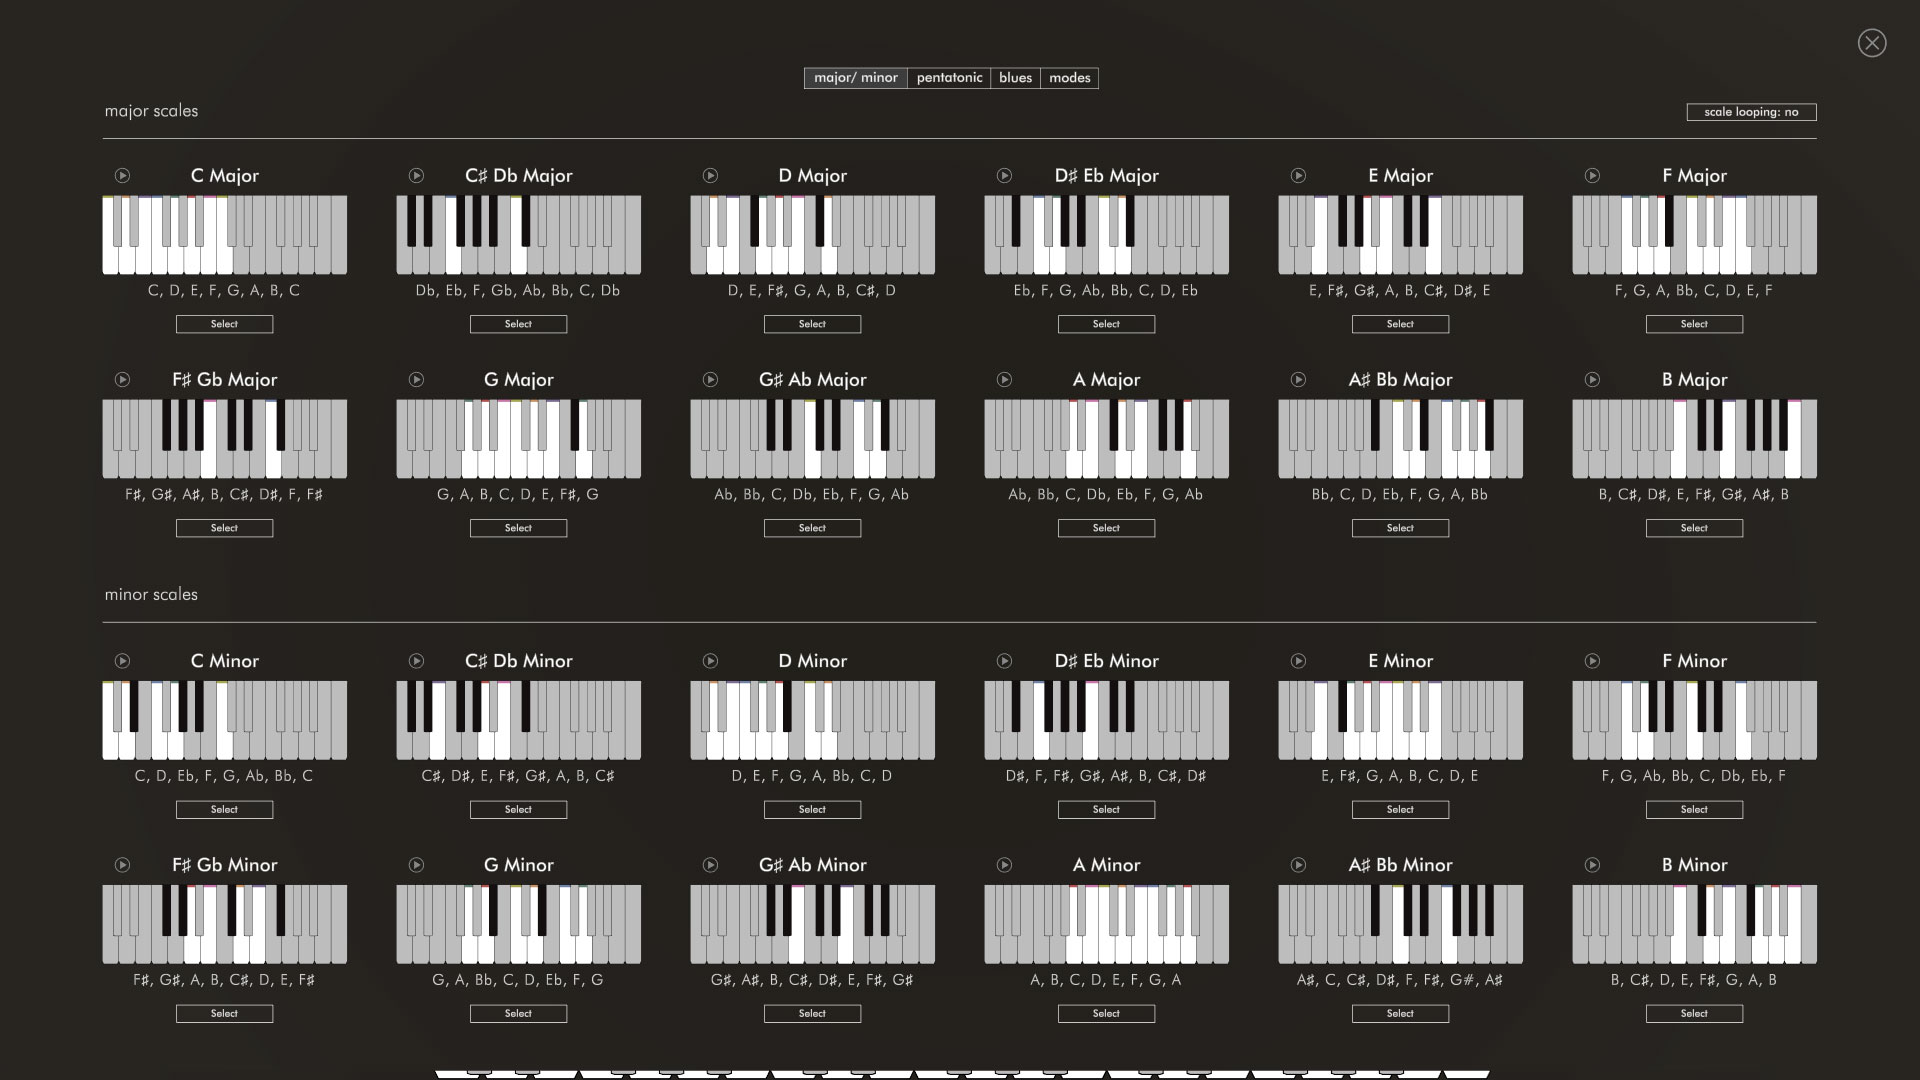 major/ minor pentatonic blues modes
major scales
scale looping: no
C Major
C♯ Db Major
D Major
D♯ Eb Major
E Major
F Major
C, D, E, F, G, A, B, C
Db, Eb, F, Gb, Ab, Bb, C, Db
D, E, F♯, G, A, B, C♯, D
Eb, F, G, Ab, Bb, C, D, Eb
E, F♯, G♯, A, B, C♯, D♯, E
F, G, A, Bb, C, D, E, F
Select
Select
Select
Select
Select
Select
F♯ Gb Major
G Major
G♯ Ab Major
A Major
A♯ Bb Major
B Major
F♯, G♯, A♯, B, C♯, D♯, F, F♯
G, A, B, C, D, E, F♯, G
Ab, Bb, C, Db, Eb, F, G, Ab
Ab, Bb, C, Db, Eb, F, G, Ab
Bb, C, D, Eb, F, G, A, Bb
B, C♯, D♯, E, F♯, G♯, A♯, B
Select
Select
Select
Select
Select
Select
minor scales
C Minor
C♯ Db Minor
D Minor
D♯ Eb Minor
E Minor
F Minor
C, D, Eb, F, G, Ab, Bb, C
C♯, D♯, E, F♯, G♯, A, B, C♯
D, E, F, G, A, Bb, C, D
D♯, F, F♯, G♯, A♯, B, C♯, D♯
E, F♯, G, A, B, C, D, E
F, G, Ab, Bb, C, Db, Eb, F
Select
Select
Select
Select
Select
Select
F♯ Gb Minor
G Minor
G♯ Ab Minor
A Minor
A♯ Bb Minor
B Minor
F♯, G♯, A, B, C♯, D, E, F♯
G, A, Bb, C, D, Eb, F, G
G♯, A♯, B, C♯, D♯, E, F♯, G♯
A, B, C, D, E, F, G, A
A♯, C, C♯, D♯, F, F♯, G#, A♯
B, C♯, D, E, F♯, G, A, B
Select
Select
Select
Select
Select
Select